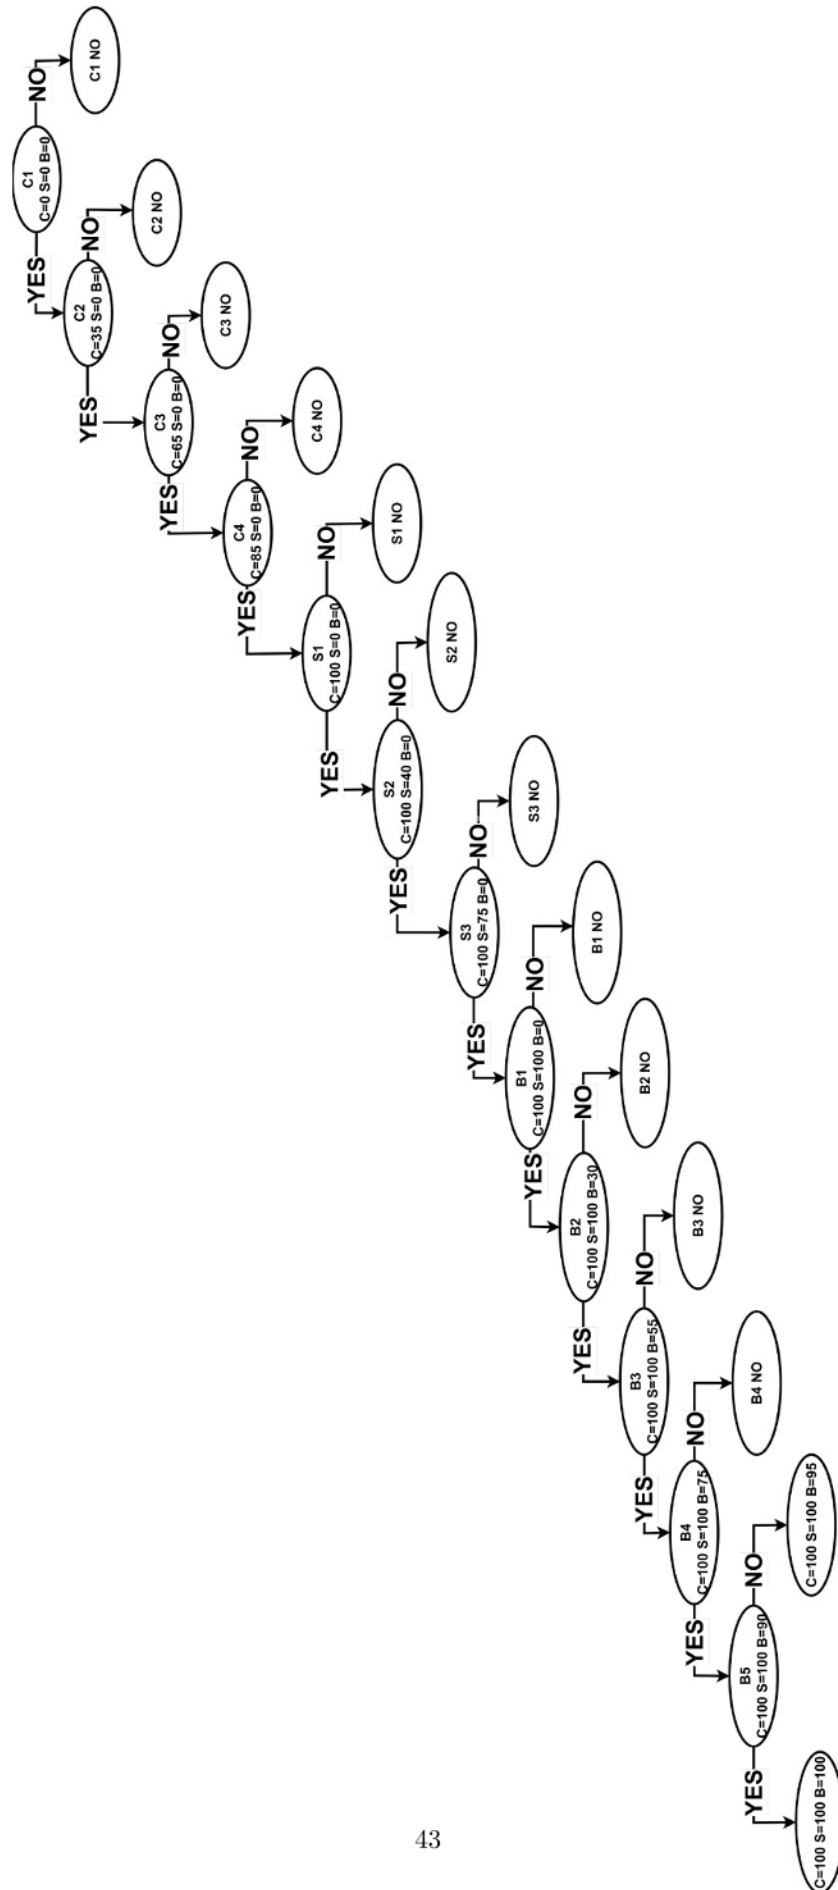 C1
C=0 S=0 B=0
YES
NO
C1 NO
C2
C=35 S=0 B=0
YES
NO
C2 NO
C3
C=65 S=0 B=0
YES
NO
C3 NO
C4
C=85 S=0 B=0
YES
NO
C4 NO
S1
C=100 S=0 B=0
YES
NO
S1 NO
S2
C=100 S=40 B=0
YES
NO
S2 NO
S3
C=100 S=75 B=0
YES
NO
S3 NO
B1
C=100 S=100 B=0
YES
NO
B1 NO
B2
C=100 S=100 B=30
YES
NO
B2 NO
B3
C=100 S=100 B=55
YES
NO
B3 NO
B4
C=100 S=100 B=75
YES
NO
B4 NO
B5
C=100 S=100 B=90
YES
NO
C=100 S=100 B=95
C=100 S=100 B=100
43